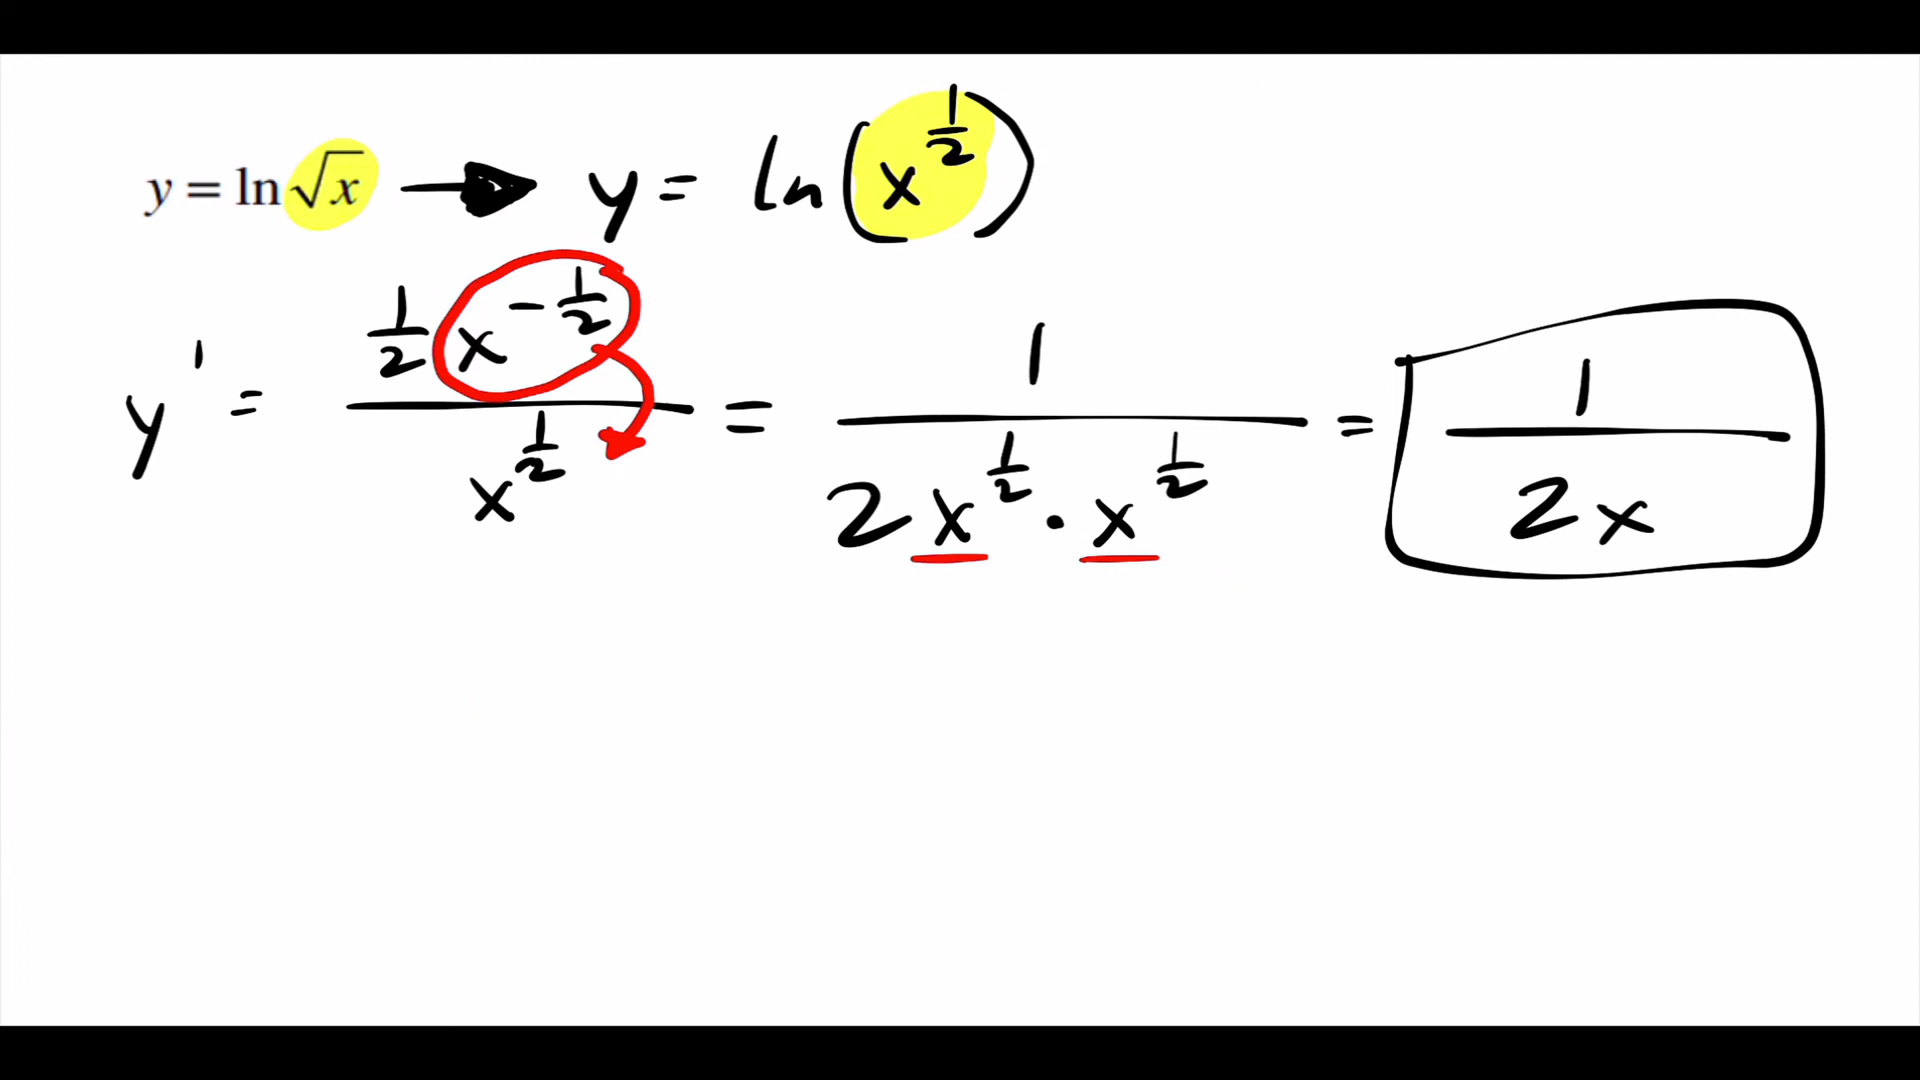 y = ln √x → y = ln(x^(1/2))
y' = (1/2 x^(-1/2)) / (x^(1/2)) = 1 / (2x^(1/2) · x^(1/2)) = 1 / (2x)